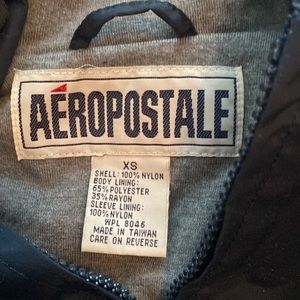 AÉROPOSTALE
XS
SHELL: 100% NYLON
BODY LINING:
65% POLYESTER
35% RAYON
SLEEVE LINING:
100% NYLON
WPL 8046
MADE IN TAIWAN
CARE ON REVERSE